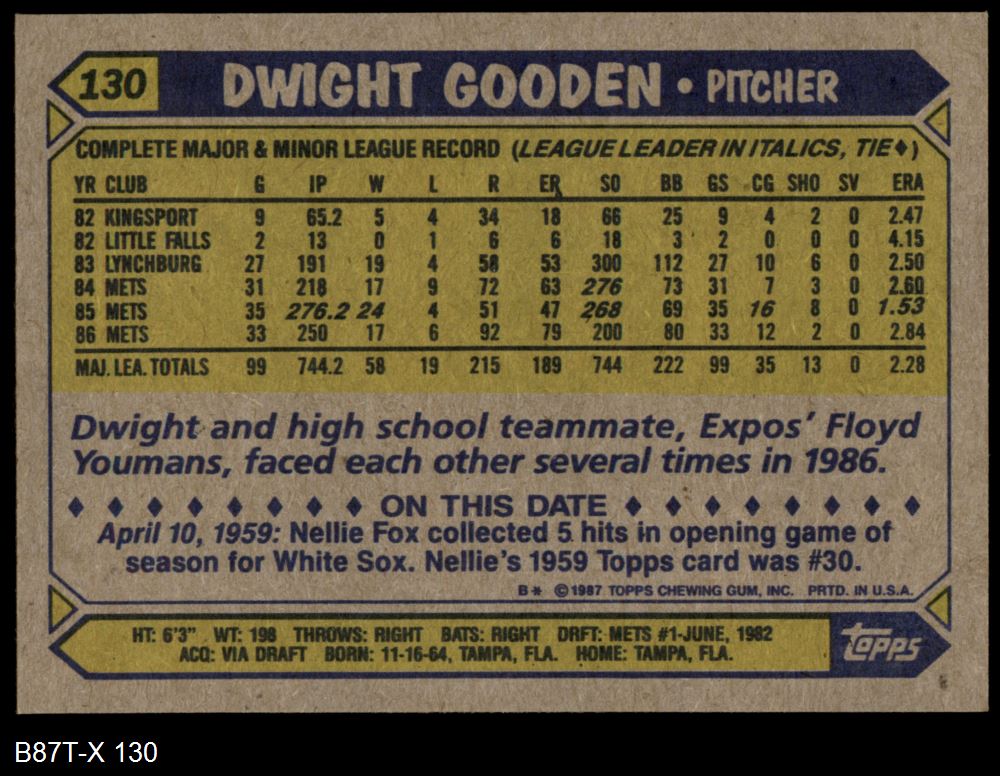 130 DWIGHT GOODEN • PITCHER
COMPLETE MAJOR & MINOR LEAGUE RECORD (LEAGUE LEADER IN ITALICS, TIE♦)
YR CLUB G IP W L R ER SO BB GS CG SHO SV ERA
82 KINGSPORT 9 65.2 5 4 34 18 66 25 9 4 2 0 2.47
82 LITTLE FALLS 2 13 0 1 6 6 18 3 2 0 0 0 4.15
83 LYNCHBURG 27 191 19 4 58 53 300 112 27 10 6 0 2.50
84 METS 31 218 17 9 72 63 276 73 31 7 3 0 2.60
85 METS 35 276.2 24 4 51 47 268 69 35 16 8 0 1.53
86 METS 33 250 17 6 92 79 200 80 33 12 2 0 2.84
MAJ. LEA. TOTALS 99 744.2 58 19 215 189 744 222 99 35 13 0 2.28
Dwight and high school teammate, Expos' Floyd
Youmans, faced each other several times in 1986.
♦ ♦ ♦ ♦ ♦ ♦ ♦ ♦ ON THIS DATE ♦ ♦ ♦ ♦ ♦ ♦ ♦ ♦
April 10, 1959: Nellie Fox collected 5 hits in opening game of
season for White Sox. Nellie's 1959 Topps card was #30.
B* ©1987 TOPPS CHEWING GUM, INC. PRTD. IN U.S.A.
HT: 6'3" WT: 198 THROWS: RIGHT BATS: RIGHT DRFT: METS #1-JUNE, 1982
ACQ: VIA DRAFT BORN: 11-16-64, TAMPA, FLA. HOME: TAMPA, FLA.
topps
B87T-X 130